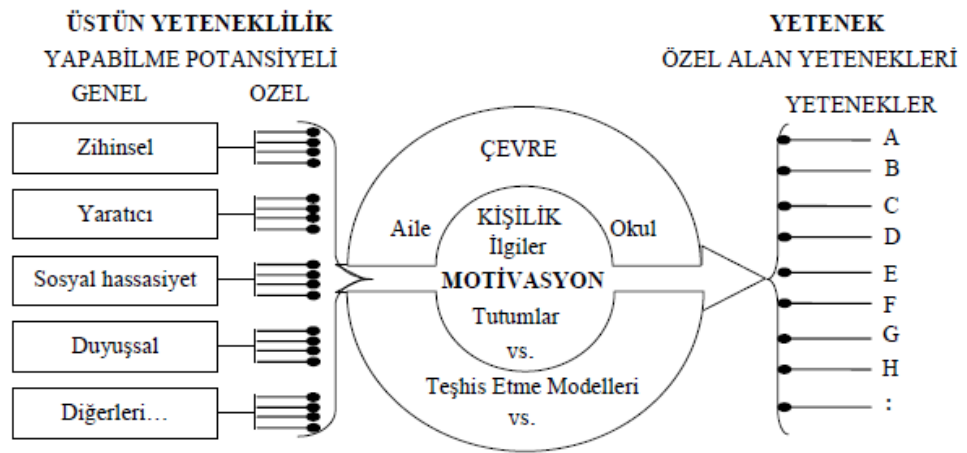 ÜSTÜN YETENEKLİLİK
YAPABİLME POTANSİYELİ
GENEL
OZEL
Zihinsel
Yaratıcı
Sosyal hassasiyet
Duyuşsal
Diğerleri…
ÇEVRE
Aile
KİŞİLİK
Okul
İlgiler
MOTİVASYON
Tutumlar
vs.
Teşhis Etme Modelleri
vs.
YETENEK
ÖZEL ALAN YETENEKLERİ
YETENEKLER
A
B
C
D
E
F
G
H
: